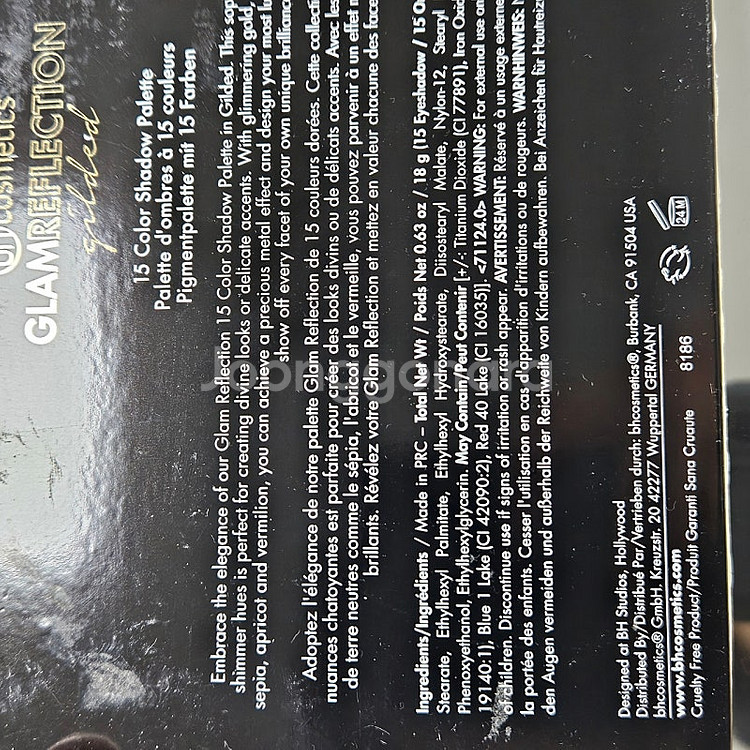 bh cosmetics
GLAMREFLECTION
gilded
15 Color Shadow Palette
Palette d'ombres à 15 couleurs
Pigmentpalette mit 15 Farben
Embrace the elegance of our Glam Reflection 15 Color Shadow Palette in Gilded. This
shimmer hues is perfect for creating divine looks or delicate accents. With glimmering gold,
sepia, apricot and vermilion, you can achieve a precious metal effect and design your most
show off every facet of your own unique brilliance
Adoptez l'élégance de notre palette Glam Reflection de 15 couleurs dorées. Cette
nuances chatoyantes est parfaite pour créer des looks divins ou de délicats accents. Avec
de terre neutres comme le sépia, l'abricot et le vermeille, vous pouvez parvenir à un effet
brillants. Révélez votre Glam Reflection et mettez en valeur chacune des
Ingredients/Ingrédients / Made in PRC – Total Net Wt / Poids Net 0.63 oz / 18 g (15 Eyeshadow / 15
Stearate, Ethylhexyl Palmitate, Ethylhexyl Hydroxystearate, Diisostearyl Malate, Nylon-12, Stearyl
Phenoxyethanol, Ethylhexylglycerin. May Contain/Peut Contenir [+/-: Titanium Dioxide (CI 77891), Iron
19140:1), Blue 1 Lake (CI 42090:2), Red 40 Lake (CI 16035)]. <71124.0> WARNING: For external use
of children. Discontinue use if signs of irritation or rash appear. AVERTISSEMENT: Réservé à un usage
la portée des enfants. Cesser l'utilisation en cas d'apparition d'irritations ou de rougeurs. WARNHINWEIS:
den Augen vermeiden und außerhalb der Reichweite von Kindern aufbewahren. Bei Anzeichen für
Designed at BH Studios, Hollywood
Distributed By/Distribué Par/Vertrieben durch: bhcosmetics®, Burbank, CA 91504 USA
bhcosmetics® GmbH, Kreuzstr. 20 42277 Wuppertal GERMANY
www.bhcosmetics.com
Cruelty Free Product/Produit Garanti Sans Cruauté
8186
24 M
Joonggonara